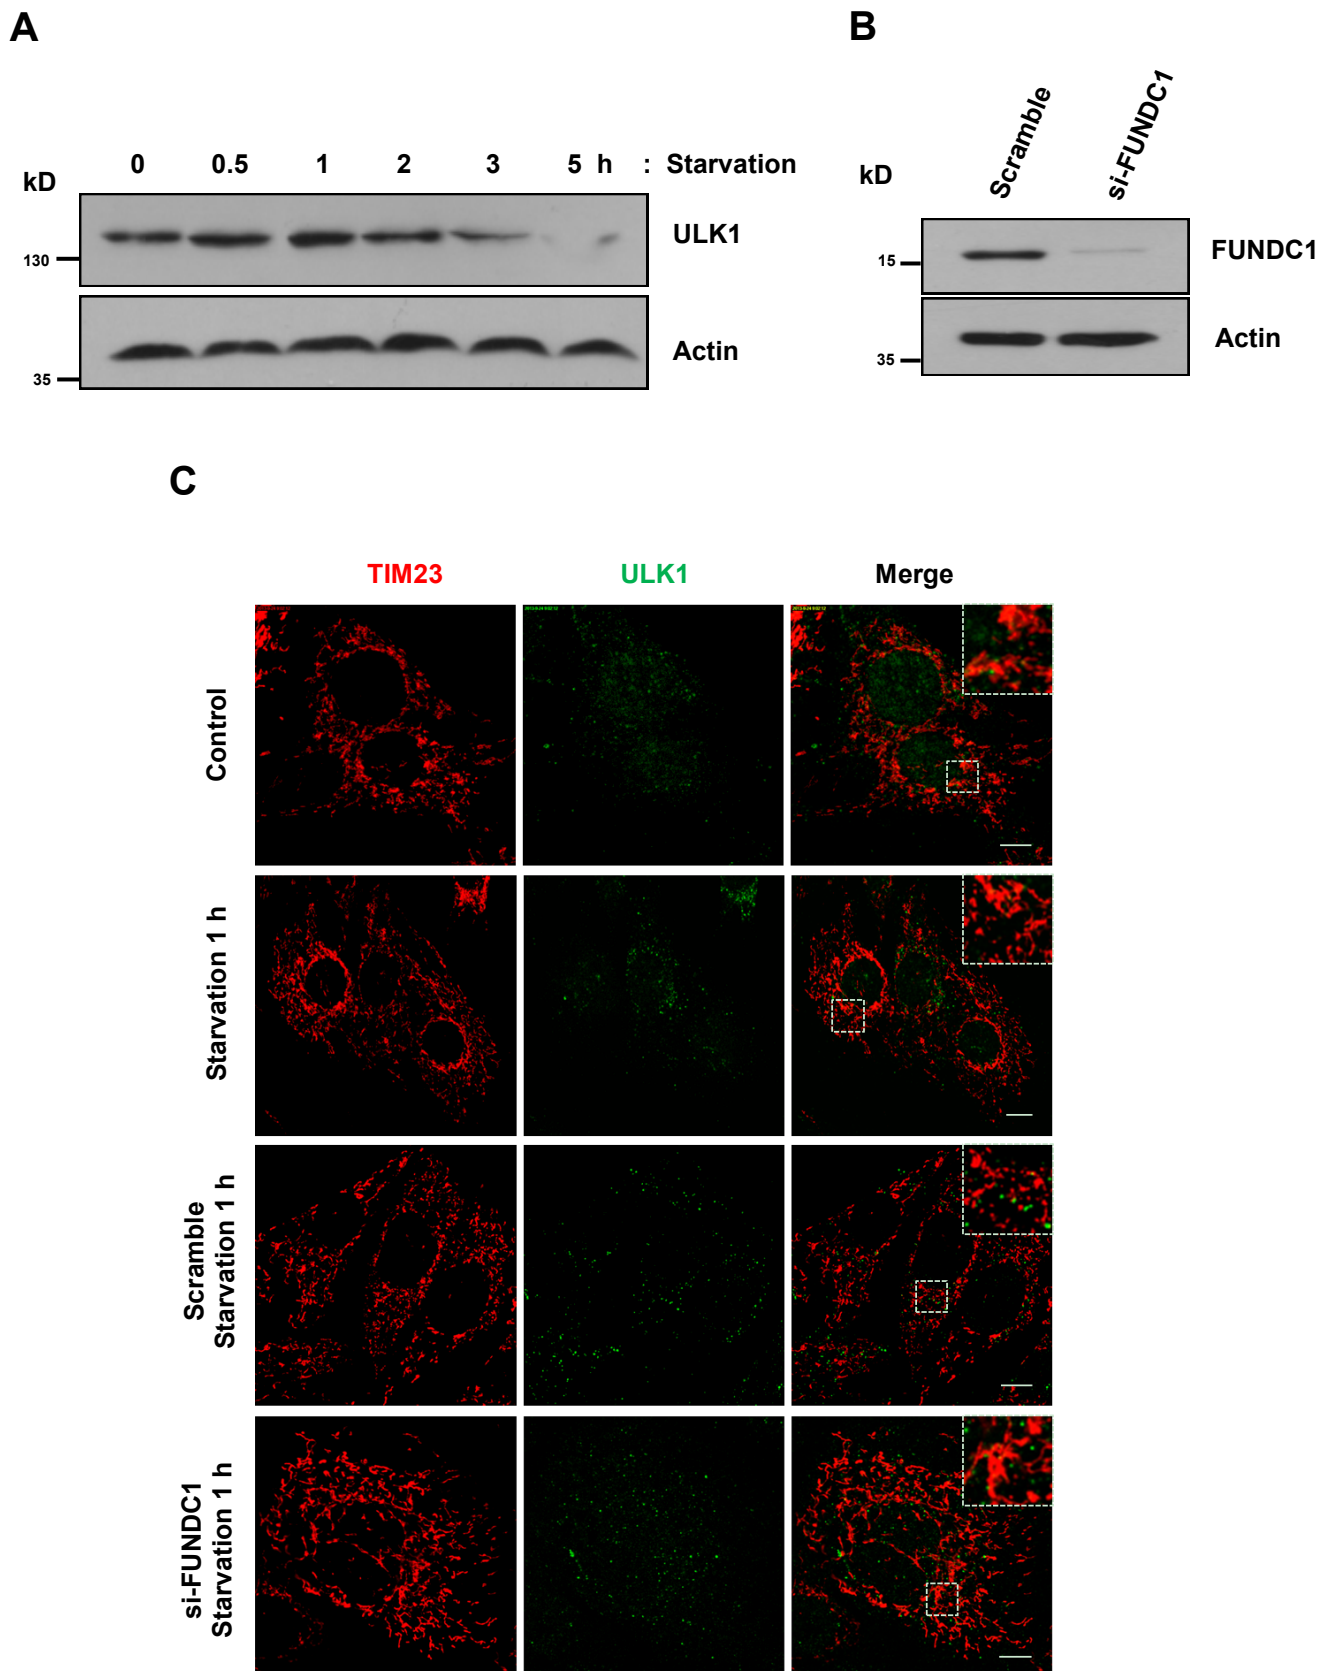 A
B
0 0.5 1 2 3 5 h : Starvation
kD
130
ULK1
35
Actin
Scramble
si-FUNDC1
kD
15
FUNDC1
35
Actin
C
TIM23 ULK1 Merge
Control
Starvation 1 h
Scramble
Starvation 1 h
si-FUNDC1
Starvation 1 h